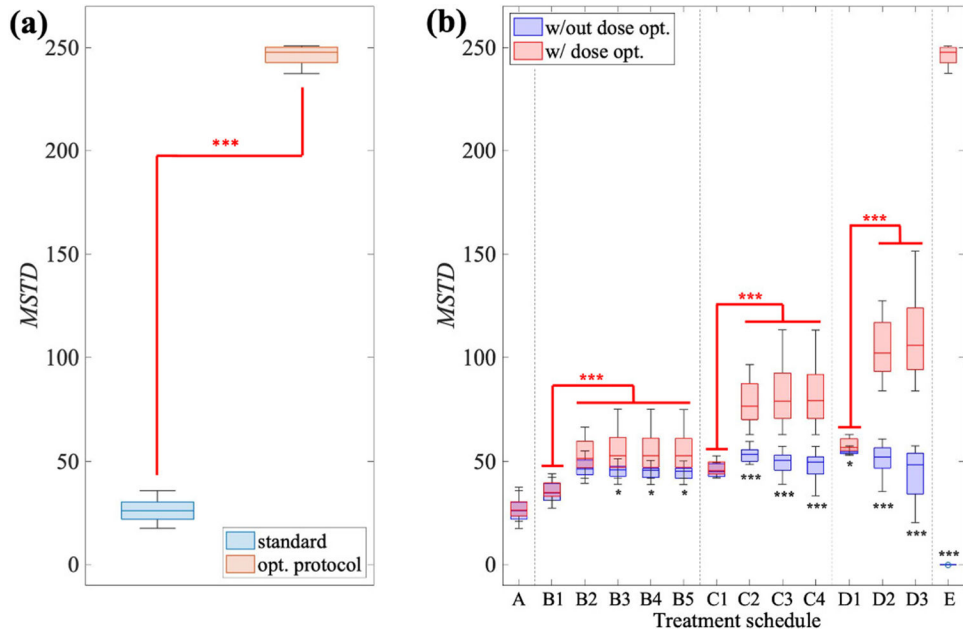 (a)
250
200
150
100
50
0
MSTD
***
standard
opt. protocol
(b)
w/out dose opt.
w/ dose opt.
250
200
150
100
50
0
MSTD
***
***
***
*
*
*
***
***
***
*
***
***
***
A B1 B2 B3 B4 B5 C1 C2 C3 C4 D1 D2 D3 E
Treatment schedule